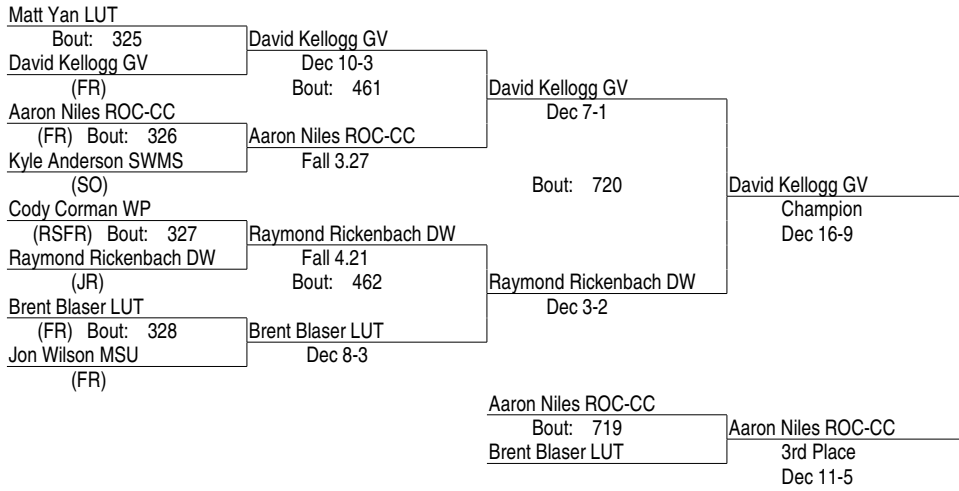 Matt Yan LUT
Bout: 325
David Kellogg GV
David Kellogg GV
Dec 10-3
(FR)
Bout: 461
David Kellogg GV
Aaron Niles ROC-CC
Dec 7-1
(FR) Bout: 326
Aaron Niles ROC-CC
Kyle Anderson SWMS
Fall 3.27
(SO)
Bout: 720
David Kellogg GV
Cody Corman WP
Champion
(RSFR) Bout: 327
Raymond Rickenbach DW
Dec 16-9
Raymond Rickenbach DW
Fall 4.21
(JR)
Bout: 462
Raymond Rickenbach DW
Brent Blaser LUT
Dec 3-2
(FR) Bout: 328
Brent Blaser LUT
Jon Wilson MSU
Dec 8-3
(FR)
Aaron Niles ROC-CC
Bout: 719
Aaron Niles ROC-CC
Brent Blaser LUT
3rd Place
Dec 11-5